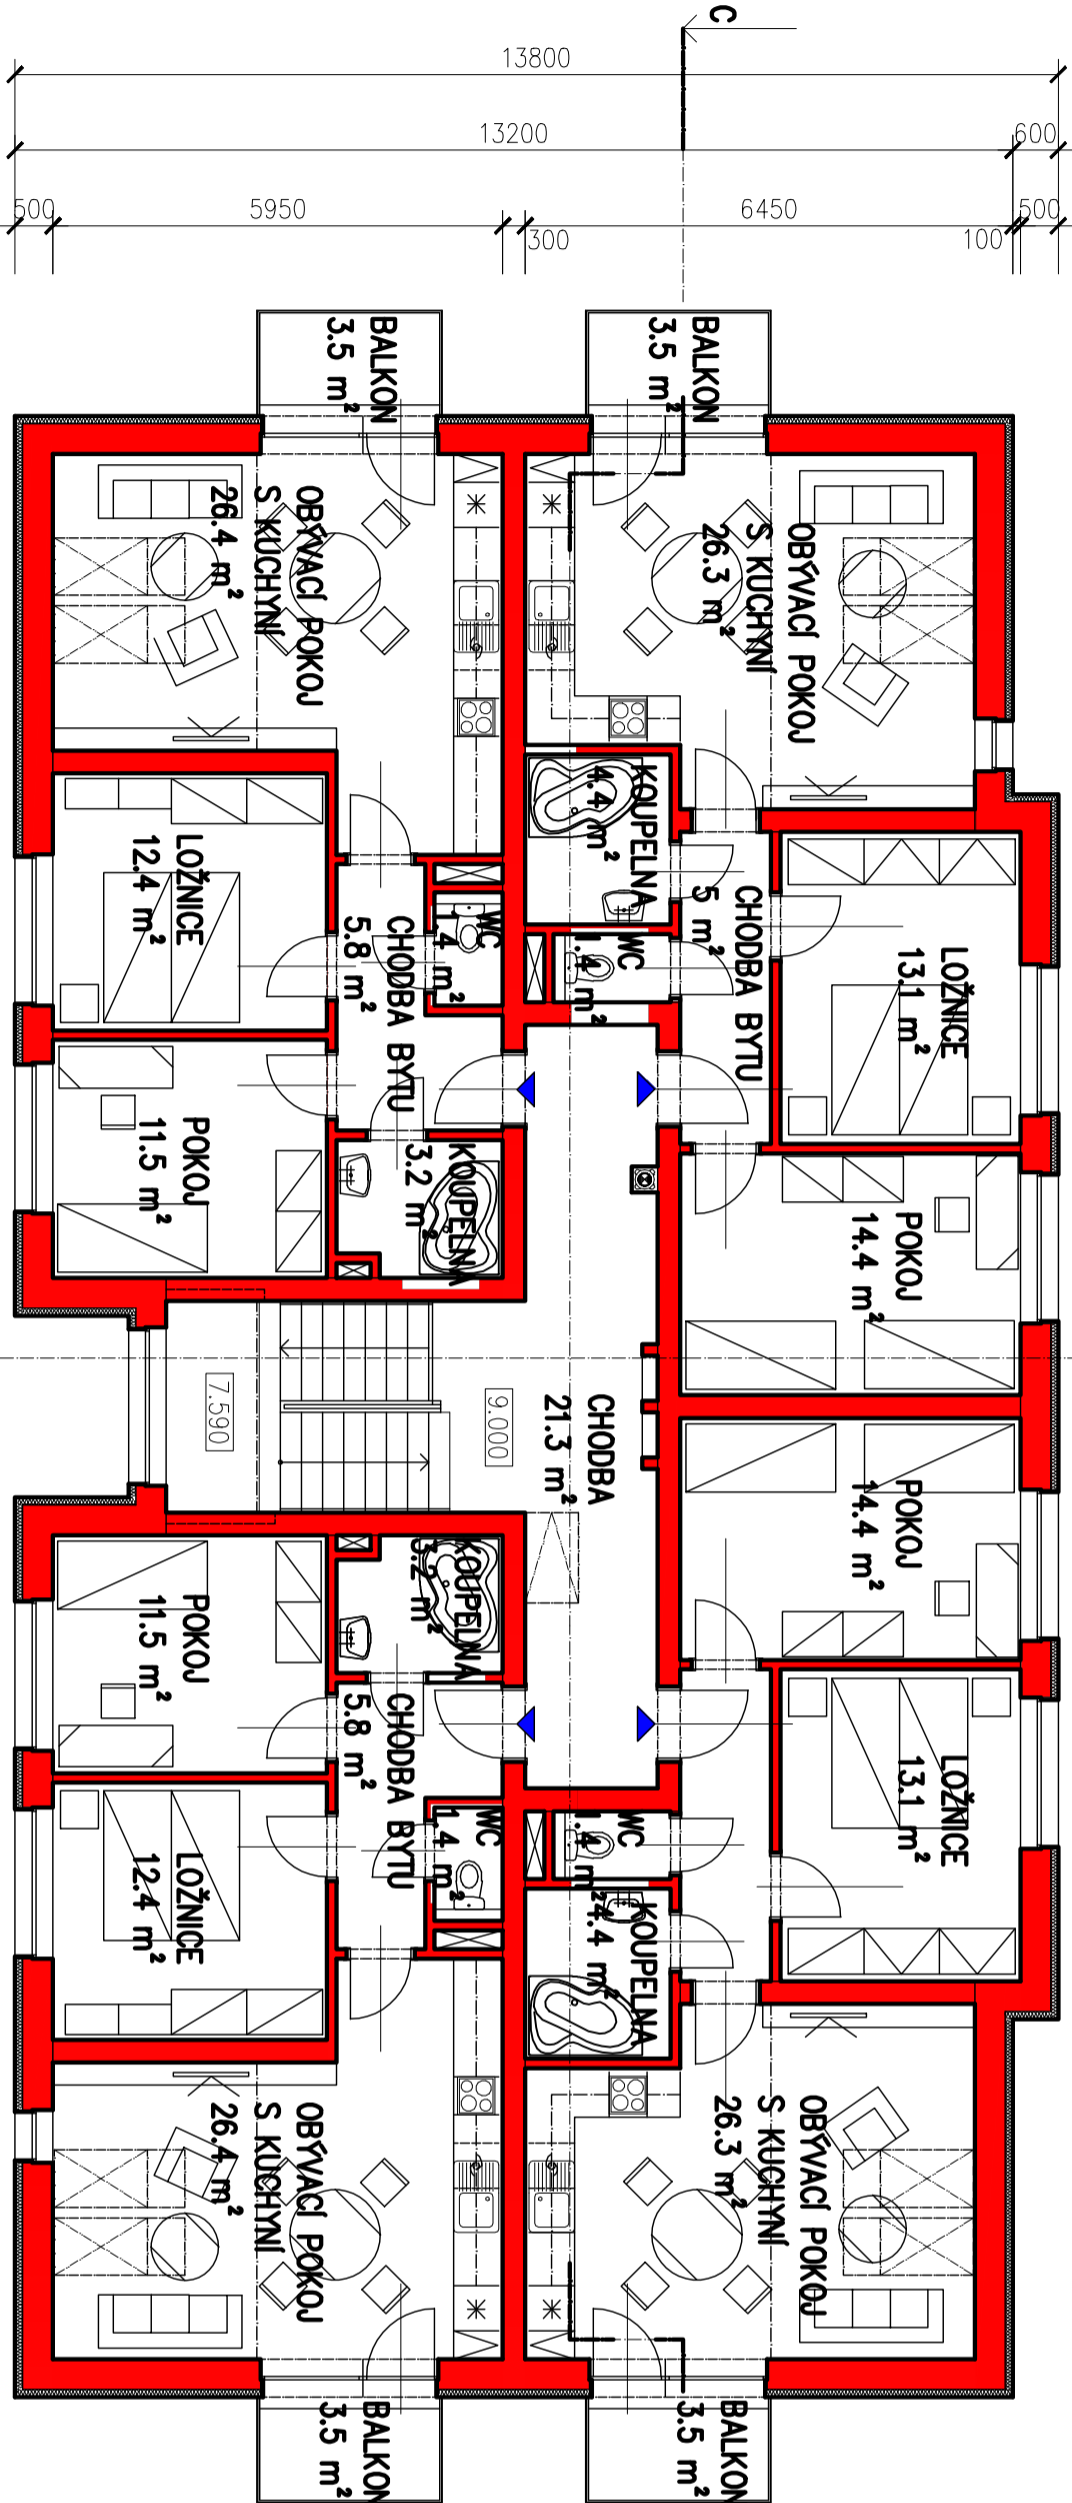 C
13800
13200
600
500
5950
300
6450
100
500
BALKON
3.5 m²
BALKON
3.5 m²
OBÝVACÍ POKOJ
S KUCHYNÍ
26.4 m²
OBÝVACÍ POKOJ
S KUCHYNÍ
26.3 m²
KOUPELNA
4.4 m²
LOŽNICE
12.4 m²
CHODBA BYTU
5.8 m²
WC
1.4 m²
WC
1.4 m²
CHODBA BYTU
5 m²
LOŽNICE
13.1 m²
POKOJ
11.5 m²
KOUPELNA
3.2 m²
POKOJ
14.4 m²
7.590
9.000
CHODBA
21.3 m²
POKOJ
14.4 m²
KOUPELNA
3.2 m²
POKOJ
11.5 m²
CHODBA BYTU
5.8 m²
LOŽNICE
13.1 m²
WC
1.4 m²
WC
1.4 m²
LOŽNICE
12.4 m²
KOUPELNA
4.4 m²
OBÝVACÍ POKOJ
S KUCHYNÍ
26.4 m²
OBÝVACÍ POKOJ
S KUCHYNÍ
26.3 m²
BALKON
3.5 m²
BALKON
3.5 m²